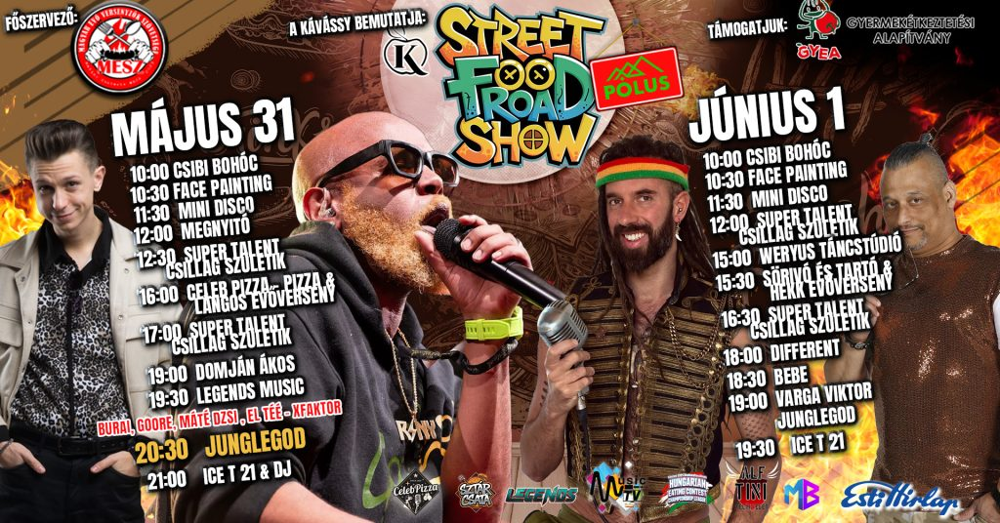 FŐSZERVEZŐ:
MESZ
A KÁVÁSSY BEMUTATJA:
K
STREET
FOOD
ROAD
SHOW
PÓLUS
TÁMOGATJUK:
GYEA
GYERMEKÉTKEZTETÉSI
ALAPÍTVÁNY
MÁJUS 31
10:00 CSIBI BOHÓC
10:30 FACE PAINTING
11:30 MINI DISCO
12:00 MEGNYITÓ
12:30 SUPER TALENT
CSILLAG SZÜLETIK
16:00 CELEB PIZZA - PIZZA &
LÁNGOS EVŐVERSENY
17:00 SUPER TALENT
CSILLAG SZÜLETIK
19:00 DOMJÁN ÁKOS
19:30 LEGENDS MUSIC
BURAI, GOORE, MÁTÉ DZSI, EL TÉÉ - XFAKTOR
20:30 JUNGLEGOD
21:00 ICE T 21 & DJ
JÚNIUS 1
10:00 CSIBI BOHÓC
10:30 FACE PAINTING
11:30 MINI DISCO
12:00 SUPER TALENT
CSILLAG SZÜLETIK
15:00 WERYUS TÁNCSTÚDIÓ
15:30 SÖRIVÓ ÉS TARTÓ &
HEKK EVŐVERSENY
16:30 SUPER TALENT
CSILLAG SZÜLETIK
18:00 DIFFERENT
18:30 BEBE
19:00 VARGA VIKTOR
JUNGLEGOD
19:30 ICE T 21
CelebPizza
SZTÁR
CSATA
LEGENDS
MUSIC
TV
HUNGARIAN
EATING CONTEST
CHAMPIONSHIP LEAGUE
ALF
TINI
MB
Esti Hírlap